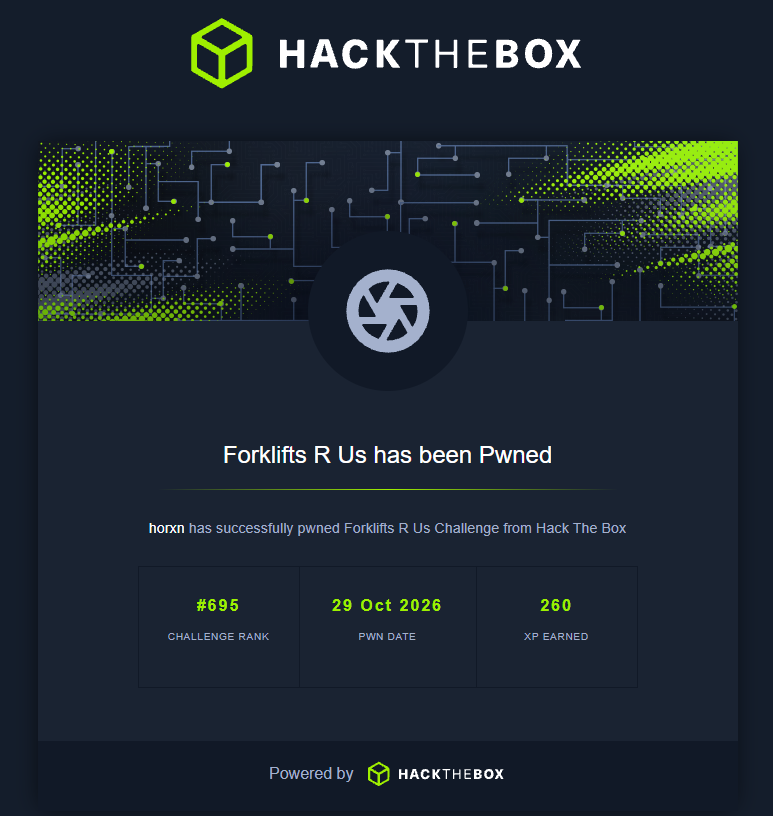 HACKTHEBOX
Forklifts R Us has been Pwned
horxn has successfully pwned Forklifts R Us Challenge from Hack The Box
#695 29 Oct 2026 260
CHALLENGE RANK PWN DATE XP EARNED
Powered by HACKTHEBOX